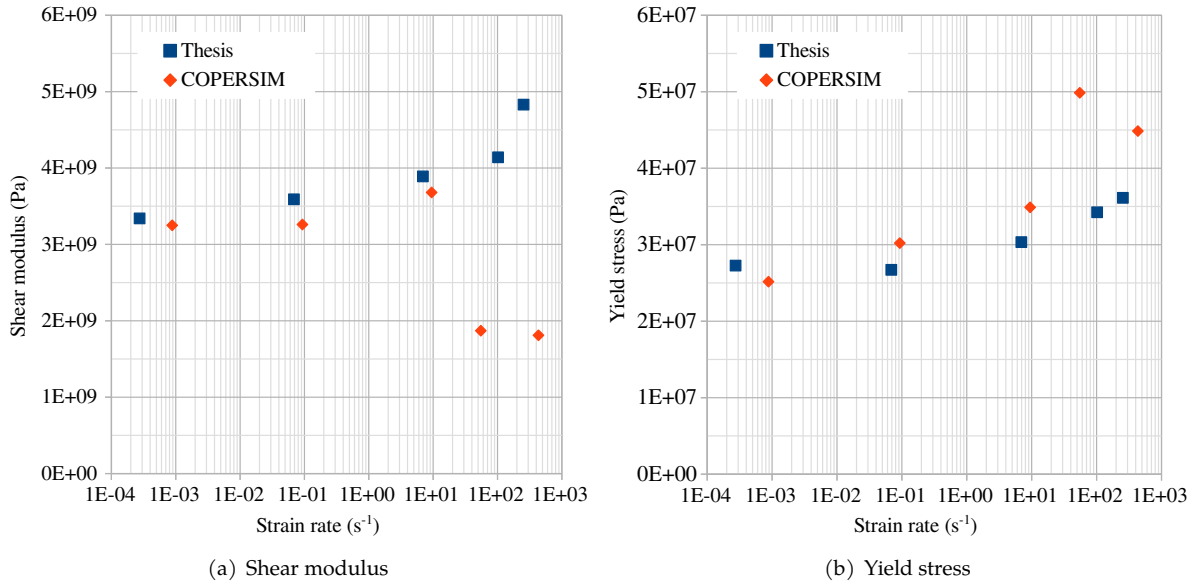 6E+09
5E+09
4E+09
3E+09
2E+09
1E+09
0E+00
Shear modulus (Pa)
Thesis
COPERSIM
1E-04 1E-03 1E-02 1E-01 1E+00 1E+01 1E+02 1E+03
Strain rate (s-1)
(a) Shear modulus
6E+07
5E+07
4E+07
3E+07
2E+07
1E+07
0E+00
Yield stress (Pa)
Thesis
COPERSIM
1E-04 1E-03 1E-02 1E-01 1E+00 1E+01 1E+02 1E+03
Strain rate (s-1)
(b) Yield stress